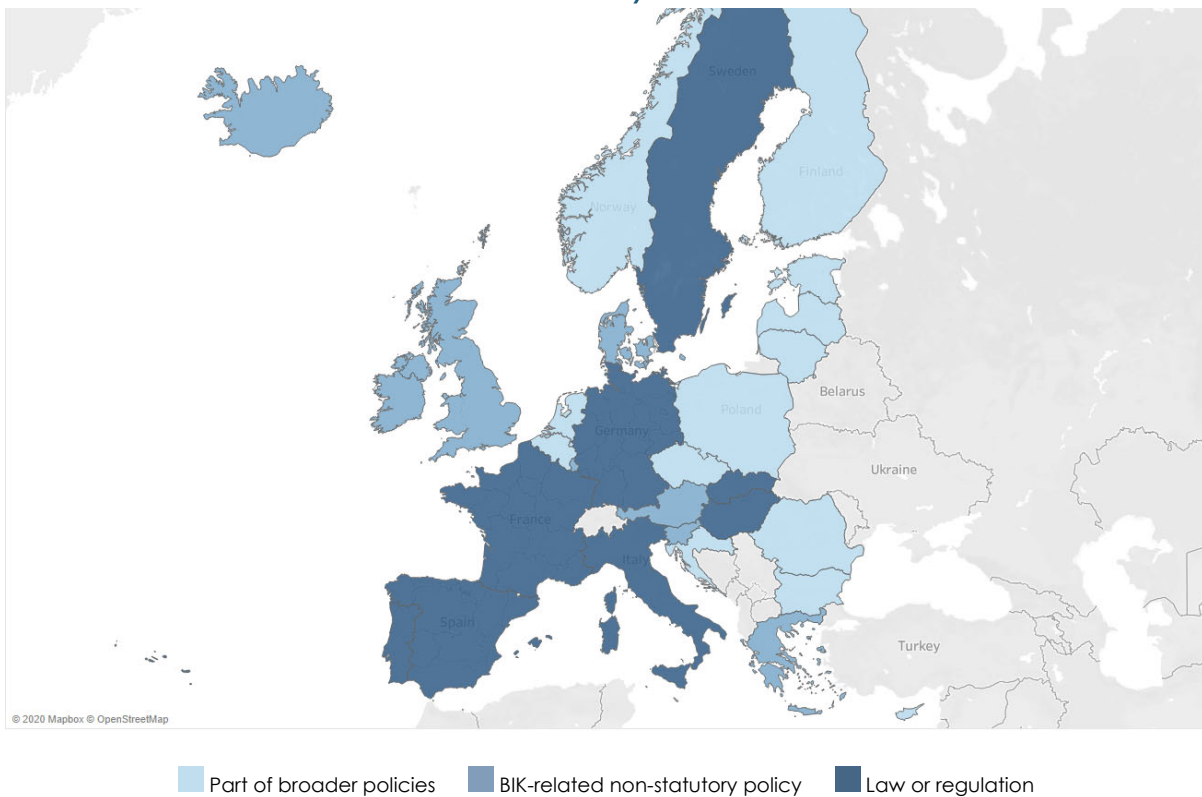 Sweden
Finland
Norway
Belarus
Poland
Germany
Ukraine
France
Italy
Spain
Turkey
© 2020 Mapbox © OpenStreetMap
Part of broader policies BIK-related non-statutory policy Law or regulation